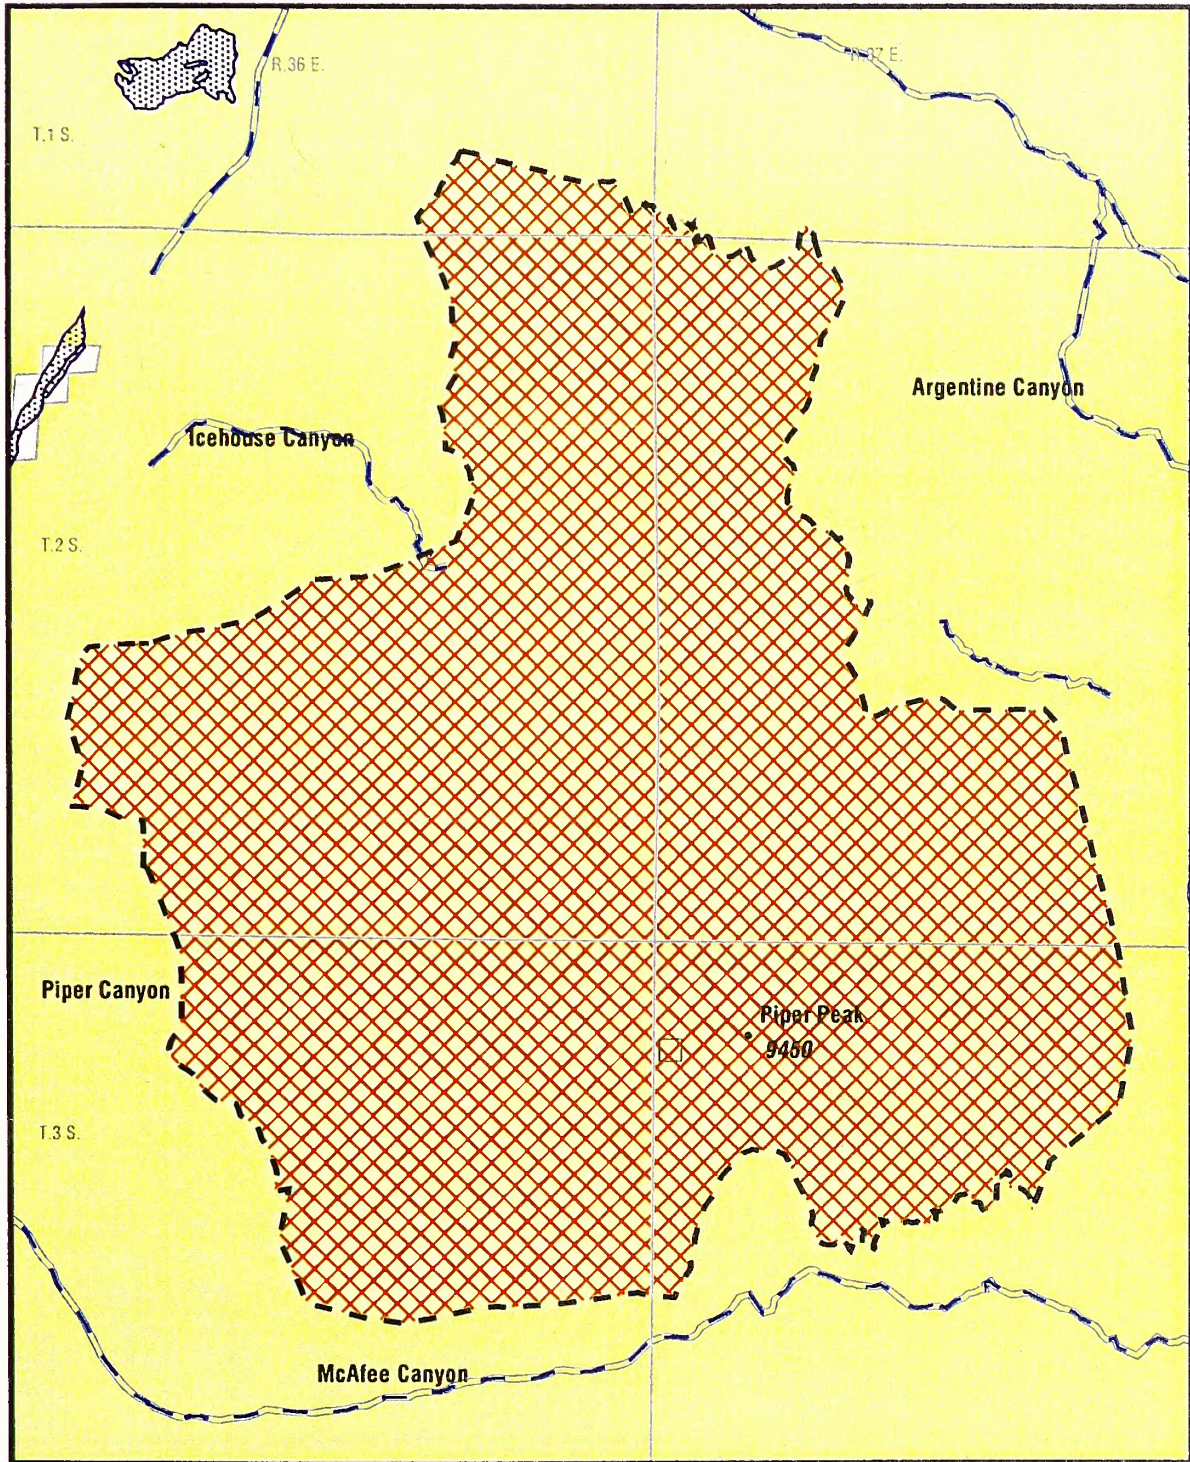 R.36 E.
R.37 E.
T.1 S.
Argentine Canyon
Icehouse Canyon
T.2 S.
Piper Canyon
Piper Peak
9450
T.3 S.
McAfee Canyon